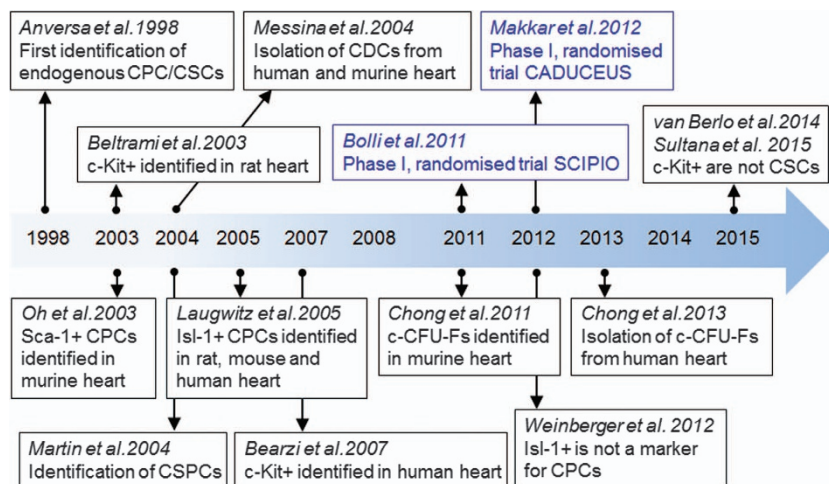 Anversa et al. 1998
First identification of
endogenous CPC/CSCs
Messina et al. 2004
Isolation of CDCs from
human and murine heart
Makkar et al. 2012
Phase I, randomised
trial CADUCEUS
Beltrami et al. 2003
c-Kit+ identified in rat heart
Bolli et al. 2011
Phase I, randomised trial SCIPIO
van Berlo et al. 2014
Sultana et al. 2015
c-Kit+ are not CSCs
1998 2003 2004 2005 2007 2008 2011 2012 2013 2014 2015
Oh et al. 2003
Sca-1+ CPCs
identified in
murine heart
Laugwitz et al. 2005
Isl-1+ CPCs identified
in rat, mouse and
human heart
Chong et al. 2011
c-CFU-Fs identified
in murine heart
Chong et al. 2013
Isolation of c-CFU-Fs
from human heart
Martin et al. 2004
Identification of CSPCs
Bearzi et al. 2007
c-Kit+ identified in human heart
Weinberger et al. 2012
Isl-1+ is not a marker
for CPCs